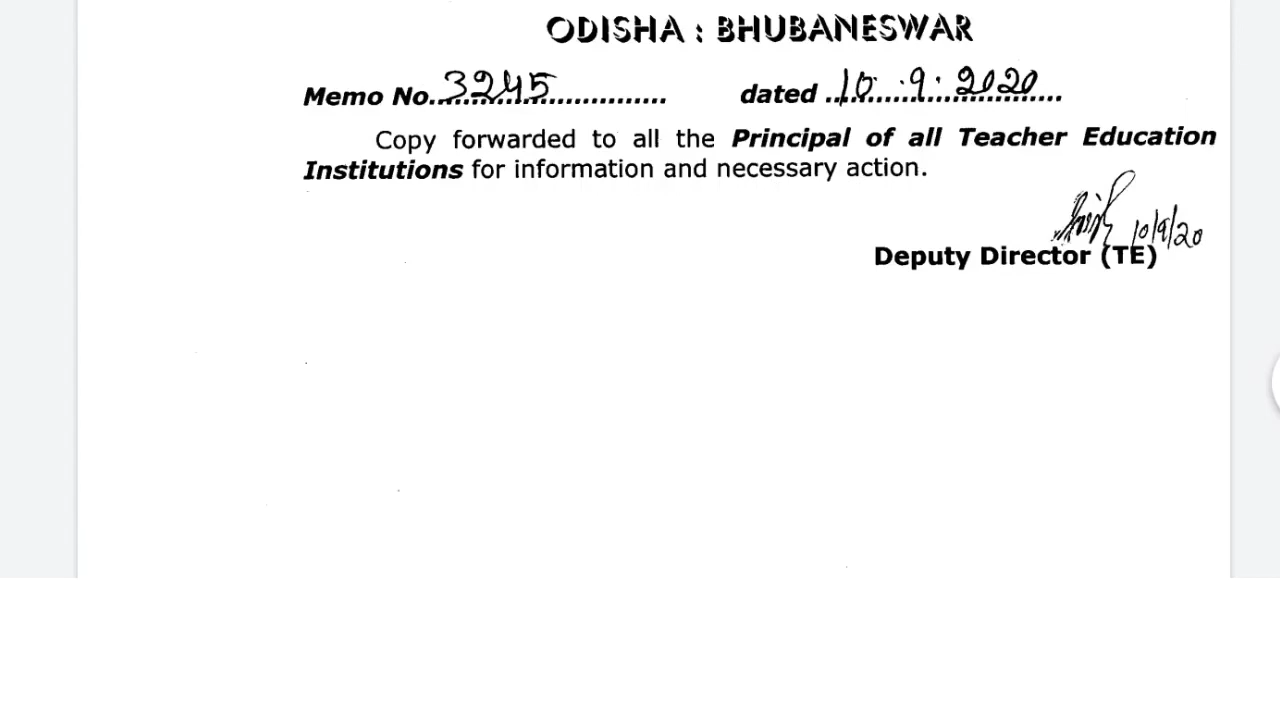 ODISHA : BHUBANESWAR
Memo No. 3245 dated 10.9.2020
Copy forwarded to all the Principal of all Teacher Education
Institutions for information and necessary action.
10/9/20
Deputy Director (TE)